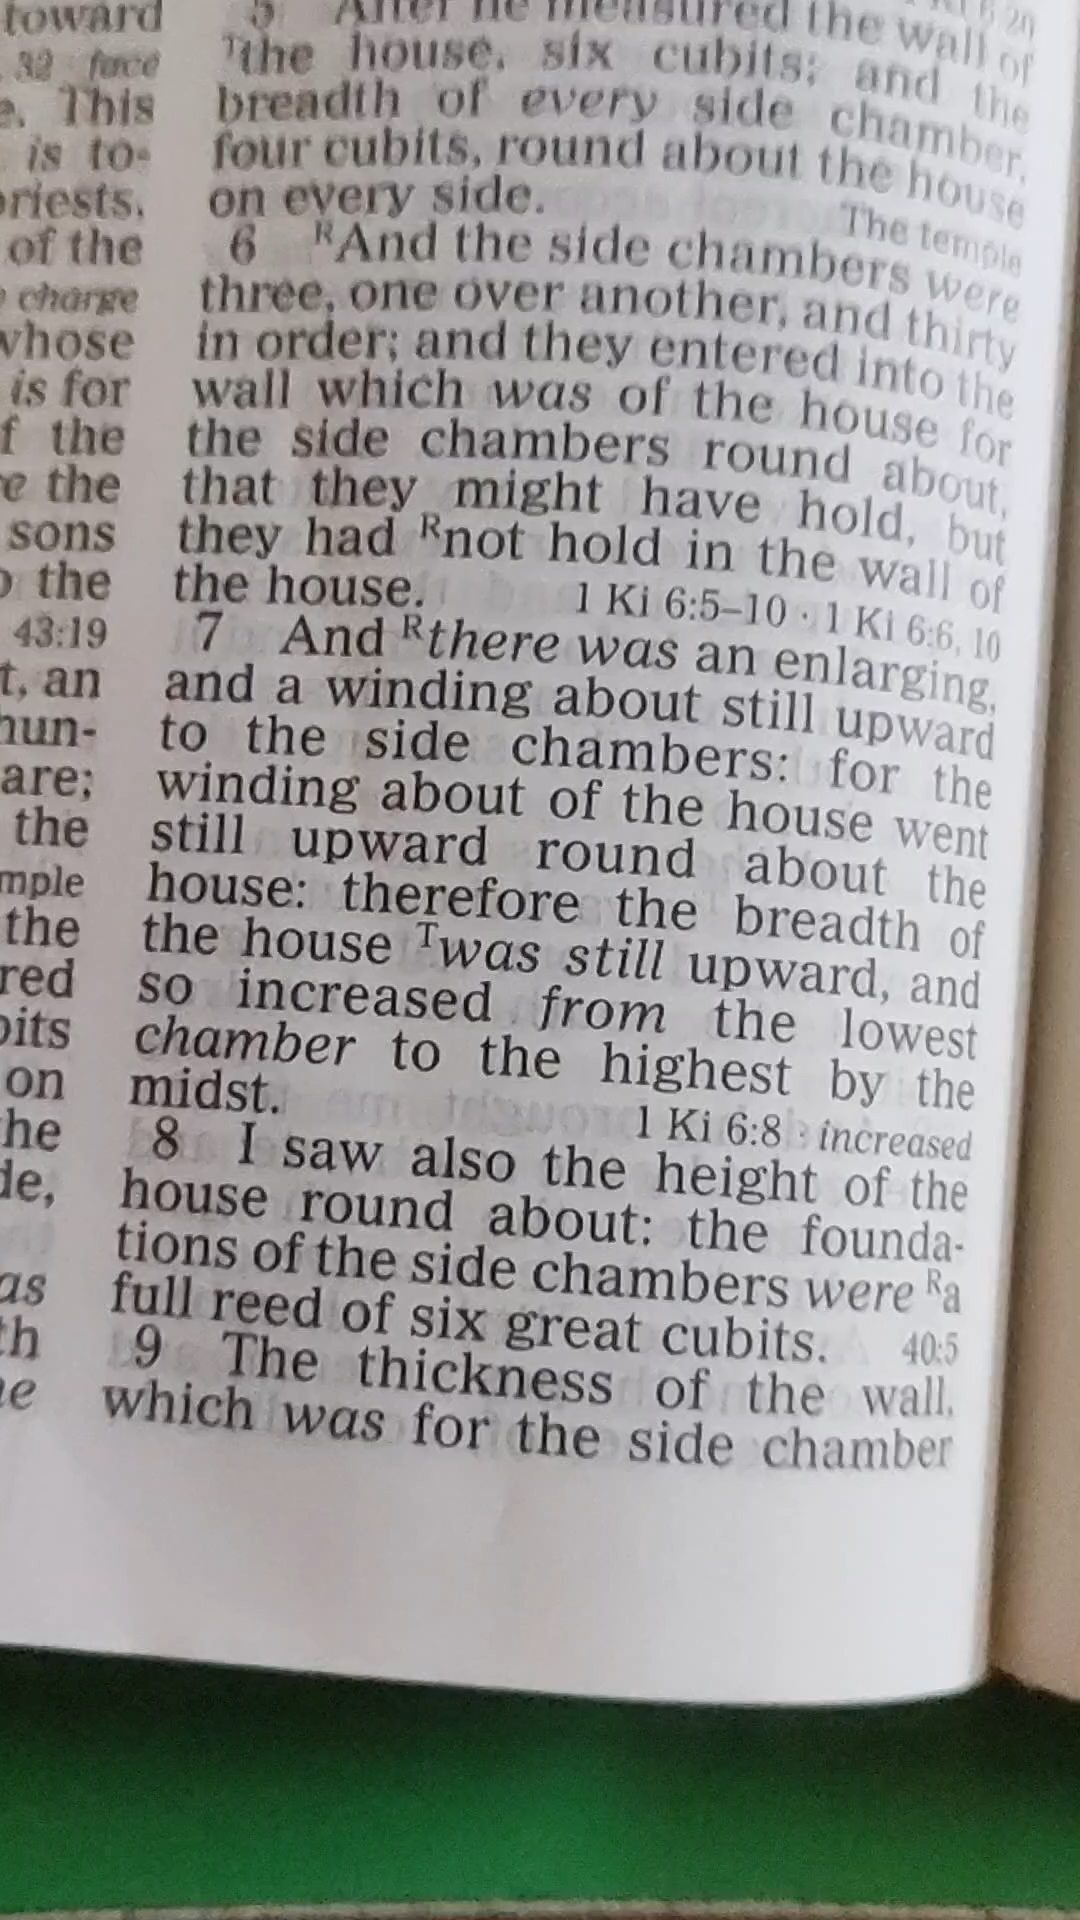 toward
32 face
e. This
is to-
priests,
of the
charge
whose
is for
f the
e the
sons
the
43:19
t, an
hun-
are;
the
mple
the
red
bits
on
he
de,
as
th
ne
5 After he measured the wall of
ᵀthe house, six cubits; and the
breadth of every side chamber,
four cubits, round about the house
on every side.
The temple
6 ᴿAnd the side chambers were
three, one over another, and thirty
in order; and they entered into the
wall which was of the house for
the side chambers round about,
that they might have hold, but
they had ᴿnot hold in the wall of
the house.
1 Ki 6:5–10 · 1 Ki 6:6, 10
7 And ᴿthere was an enlarging,
and a winding about still upward
to the side chambers: for the
winding about of the house went
still upward round about the
house: therefore the breadth of
the house ᵀwas still upward, and
so increased from the lowest
chamber to the highest by the
midst.
1 Ki 6:8 · increased
8 I saw also the height of the
house round about: the founda-
tions of the side chambers were ᴿa
full reed of six great cubits. 40:5
9 The thickness of the wall,
which was for the side chamber